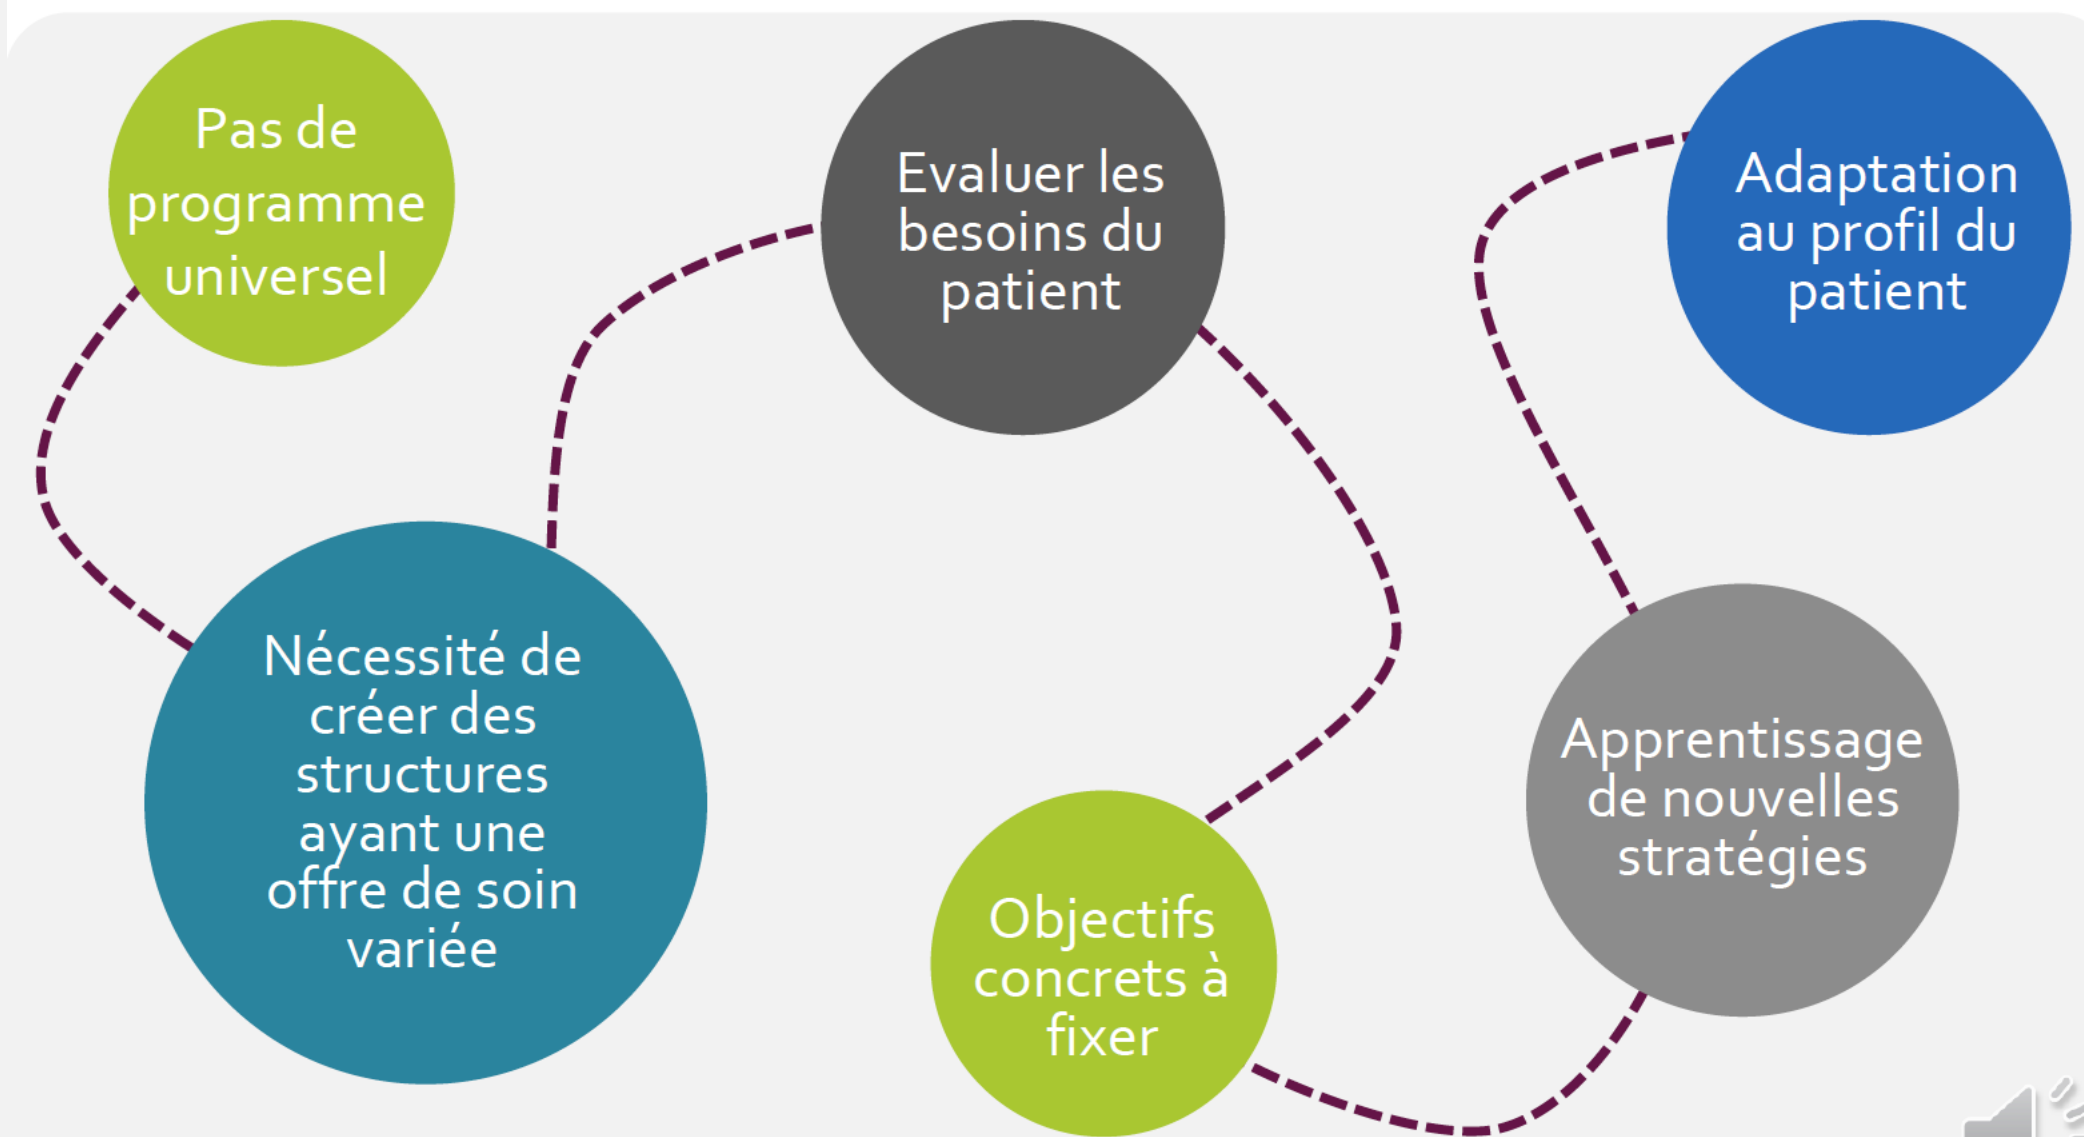 Pas de
programme
universel
Nécessité de
créer des
structures
ayant une
offre de soin
variée
Evaluer les
besoins du
patient
Objectifs
concrets à
fixer
Apprentissage
de nouvelles
stratégies
Adaptation
au profil du
patient